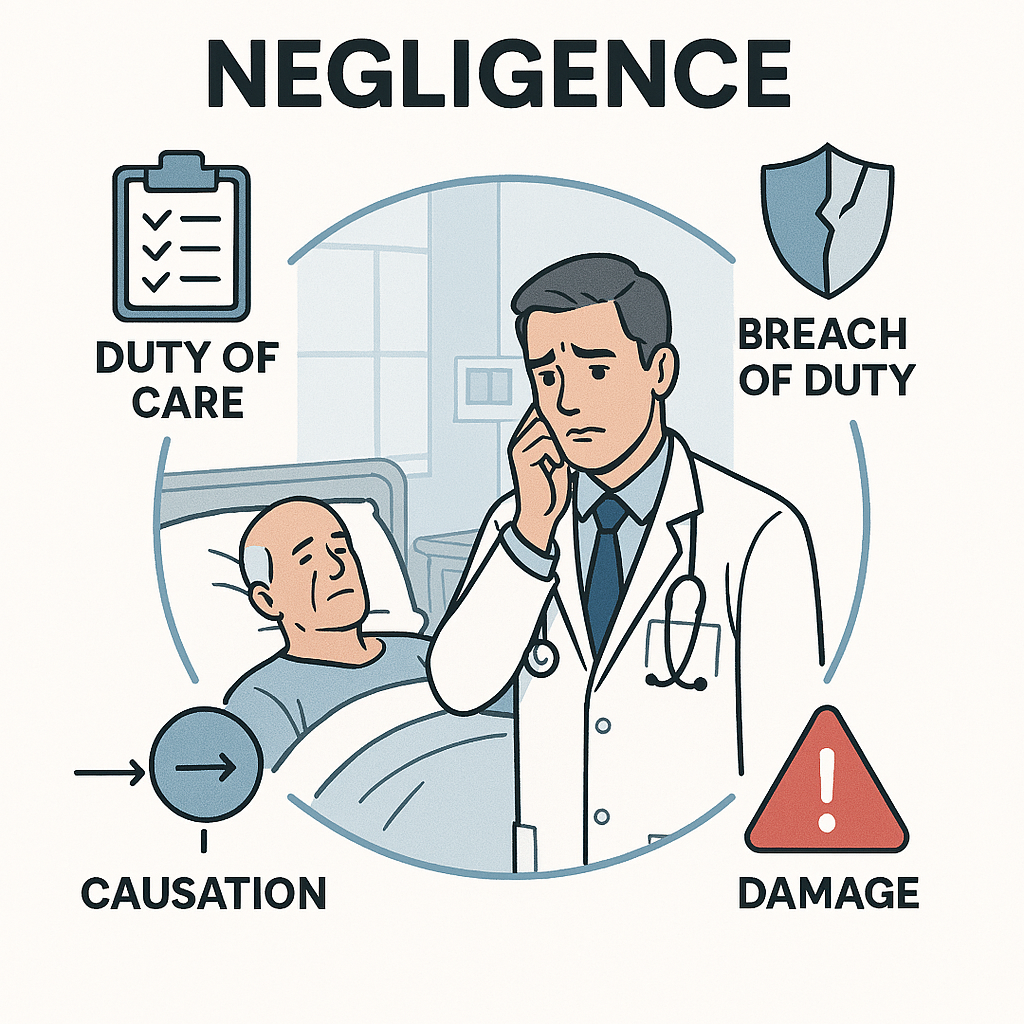 NEGLIGENCE
DUTY OF
CARE
BREACH
OF DUTY
CAUSATION
DAMAGE